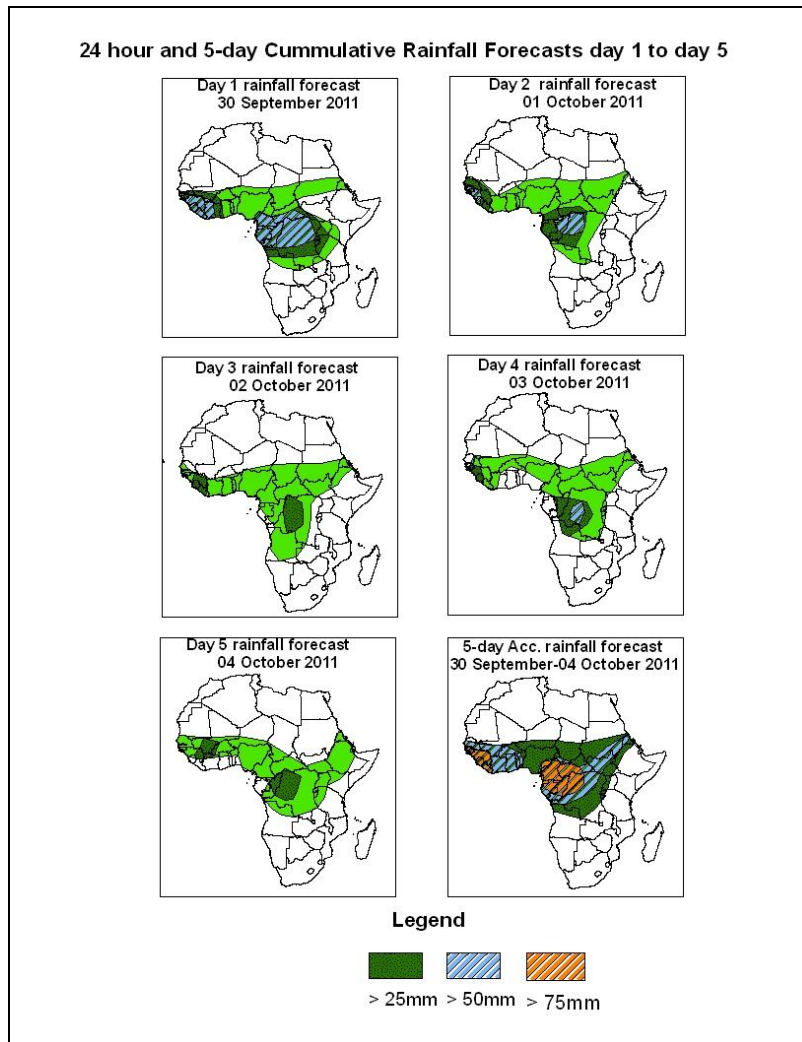 24 hour and 5-day Cummulative Rainfall Forecasts day 1 to day 5
Day 1 rainfall forecast
30 September 2011
Day 2 rainfall forecast
01 October 2011
Day 3 rainfall forecast
02 October 2011
Day 4 rainfall forecast
03 October 2011
Day 5 rainfall forecast
04 October 2011
5-day Acc. rainfall forecast
30 September-04 October 2011
Legend
> 25mm > 50mm > 75mm